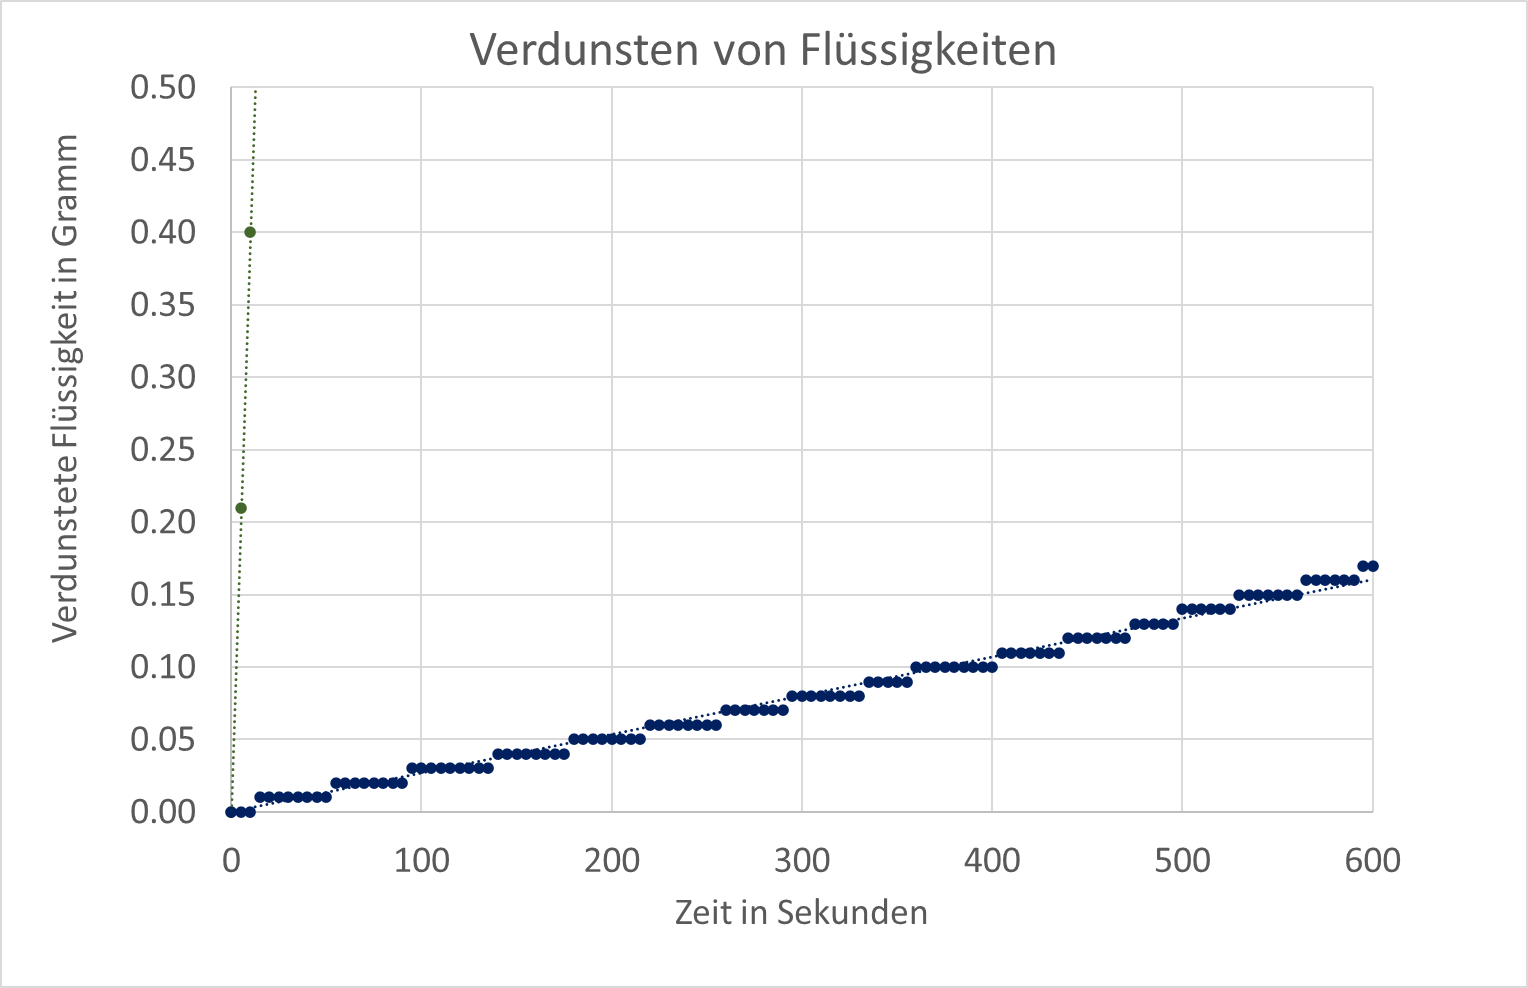 Verdunsten von Flüssigkeiten
0.50
0.45
0.40
0.35
0.30
0.25
0.20
0.15
0.10
0.05
0.00
Verdunstete Flüssigkeit in Gramm
0 100 200 300 400 500 600
Zeit in Sekunden